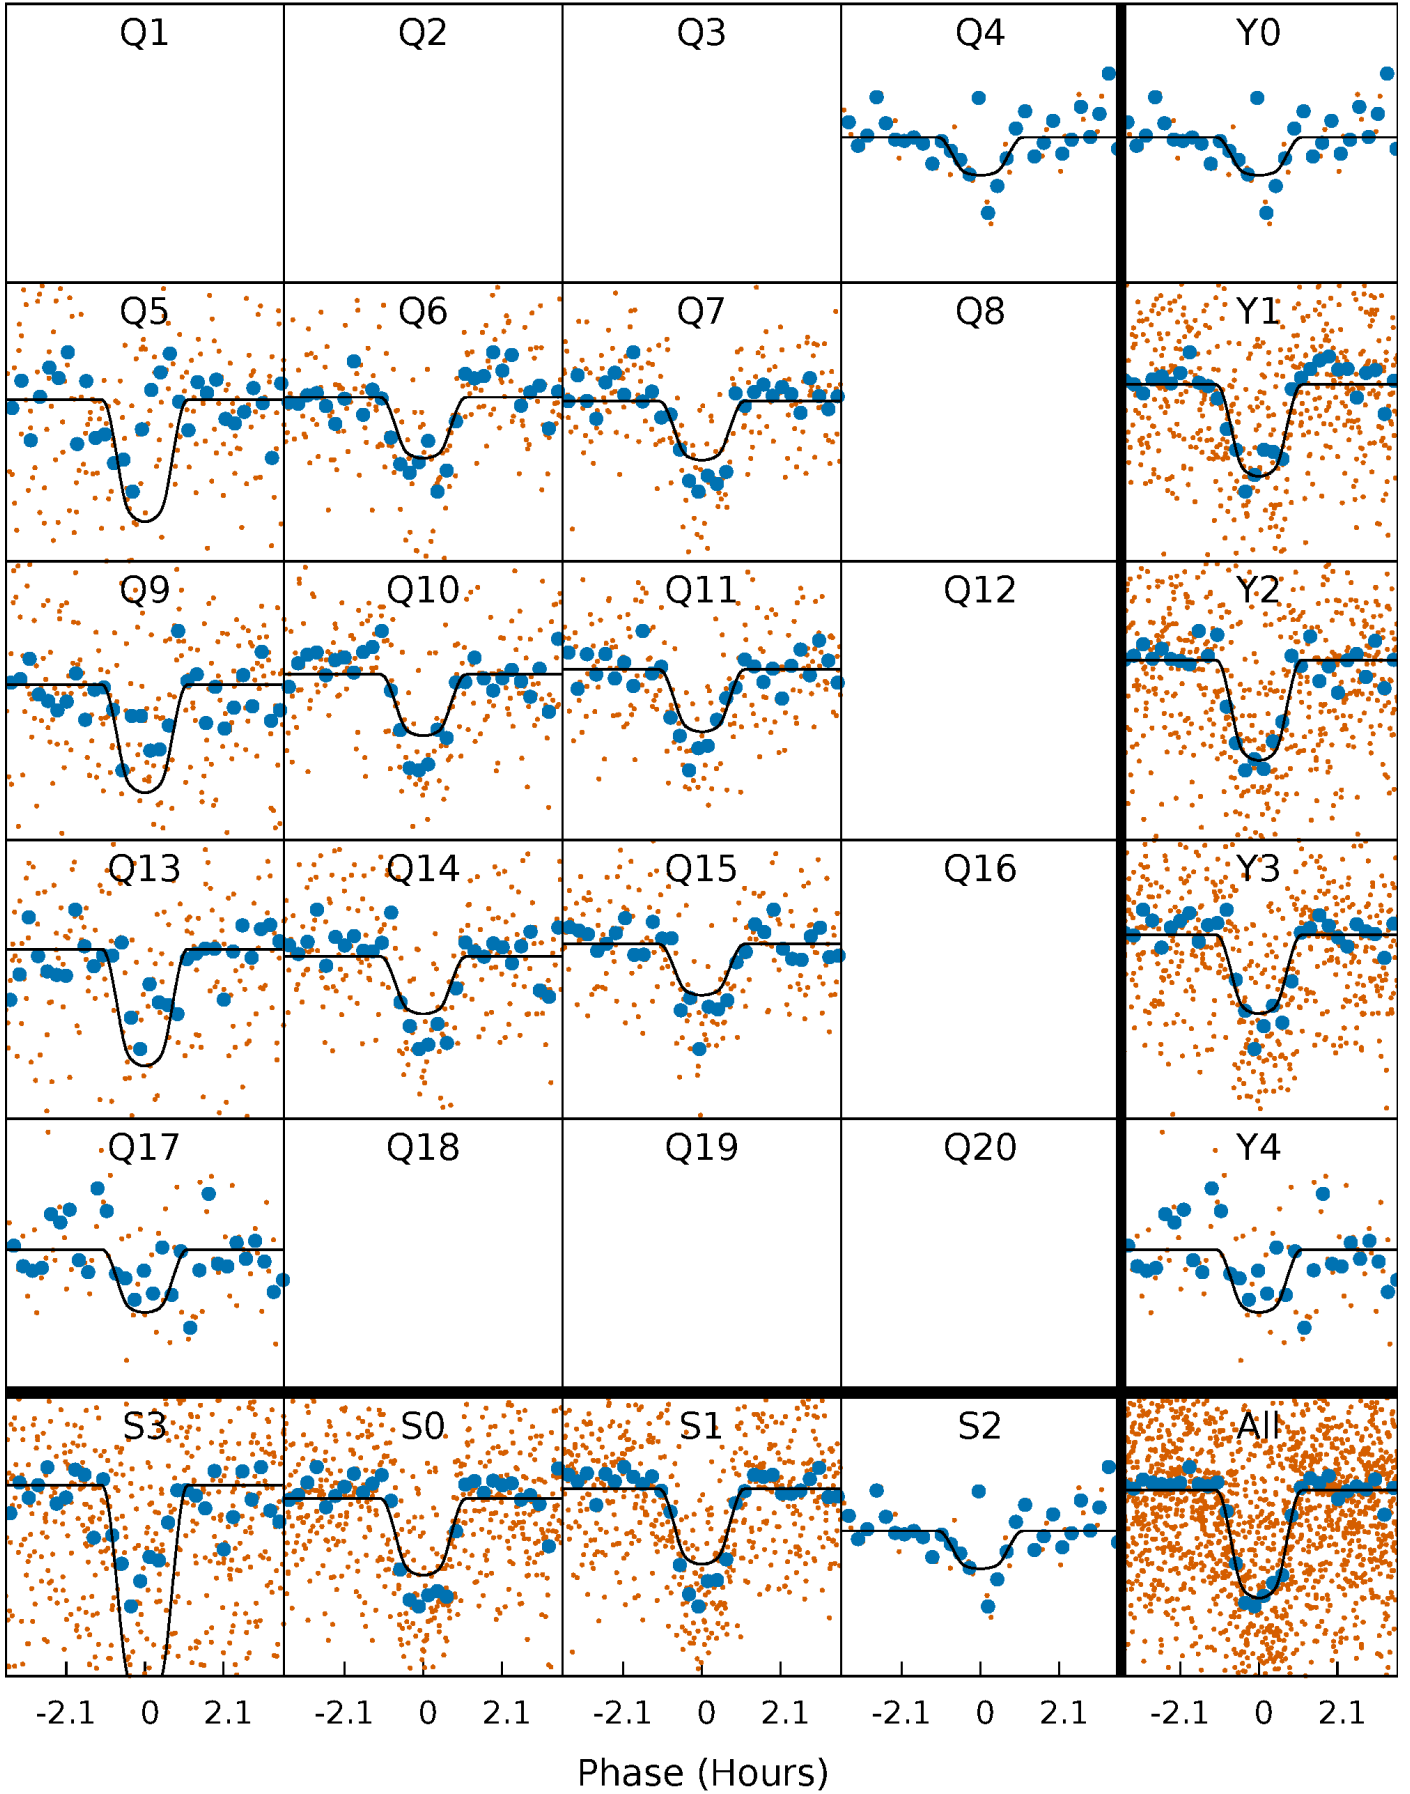 Q1 Q2 Q3 Q4 Y0
Q5 Q6 Q7 Q8 Y1
Q9 Q10 Q11 Q12 Y2
Q13 Q14 Q15 Q16 Y3
Q17 Q18 Q19 Q20 Y4
S3 S0 S1 S2 All
-2.1 0 2.1 -2.1 0 2.1 -2.1 0 2.1 -2.1 0 2.1 -2.1 0 2.1
Phase (Hours)